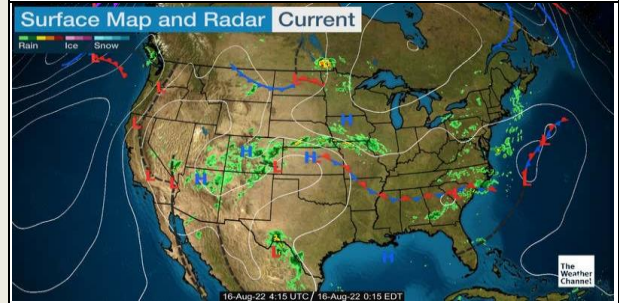 Surface Map and Radar Current
Rain Ice Snow
L
L
L
L
H
H
L
H
H
L
L
L
L
L
L
H
L
The
Weather
Channel
16-Aug-22 4:15 UTC / 16-Aug-22 0:15 EDT